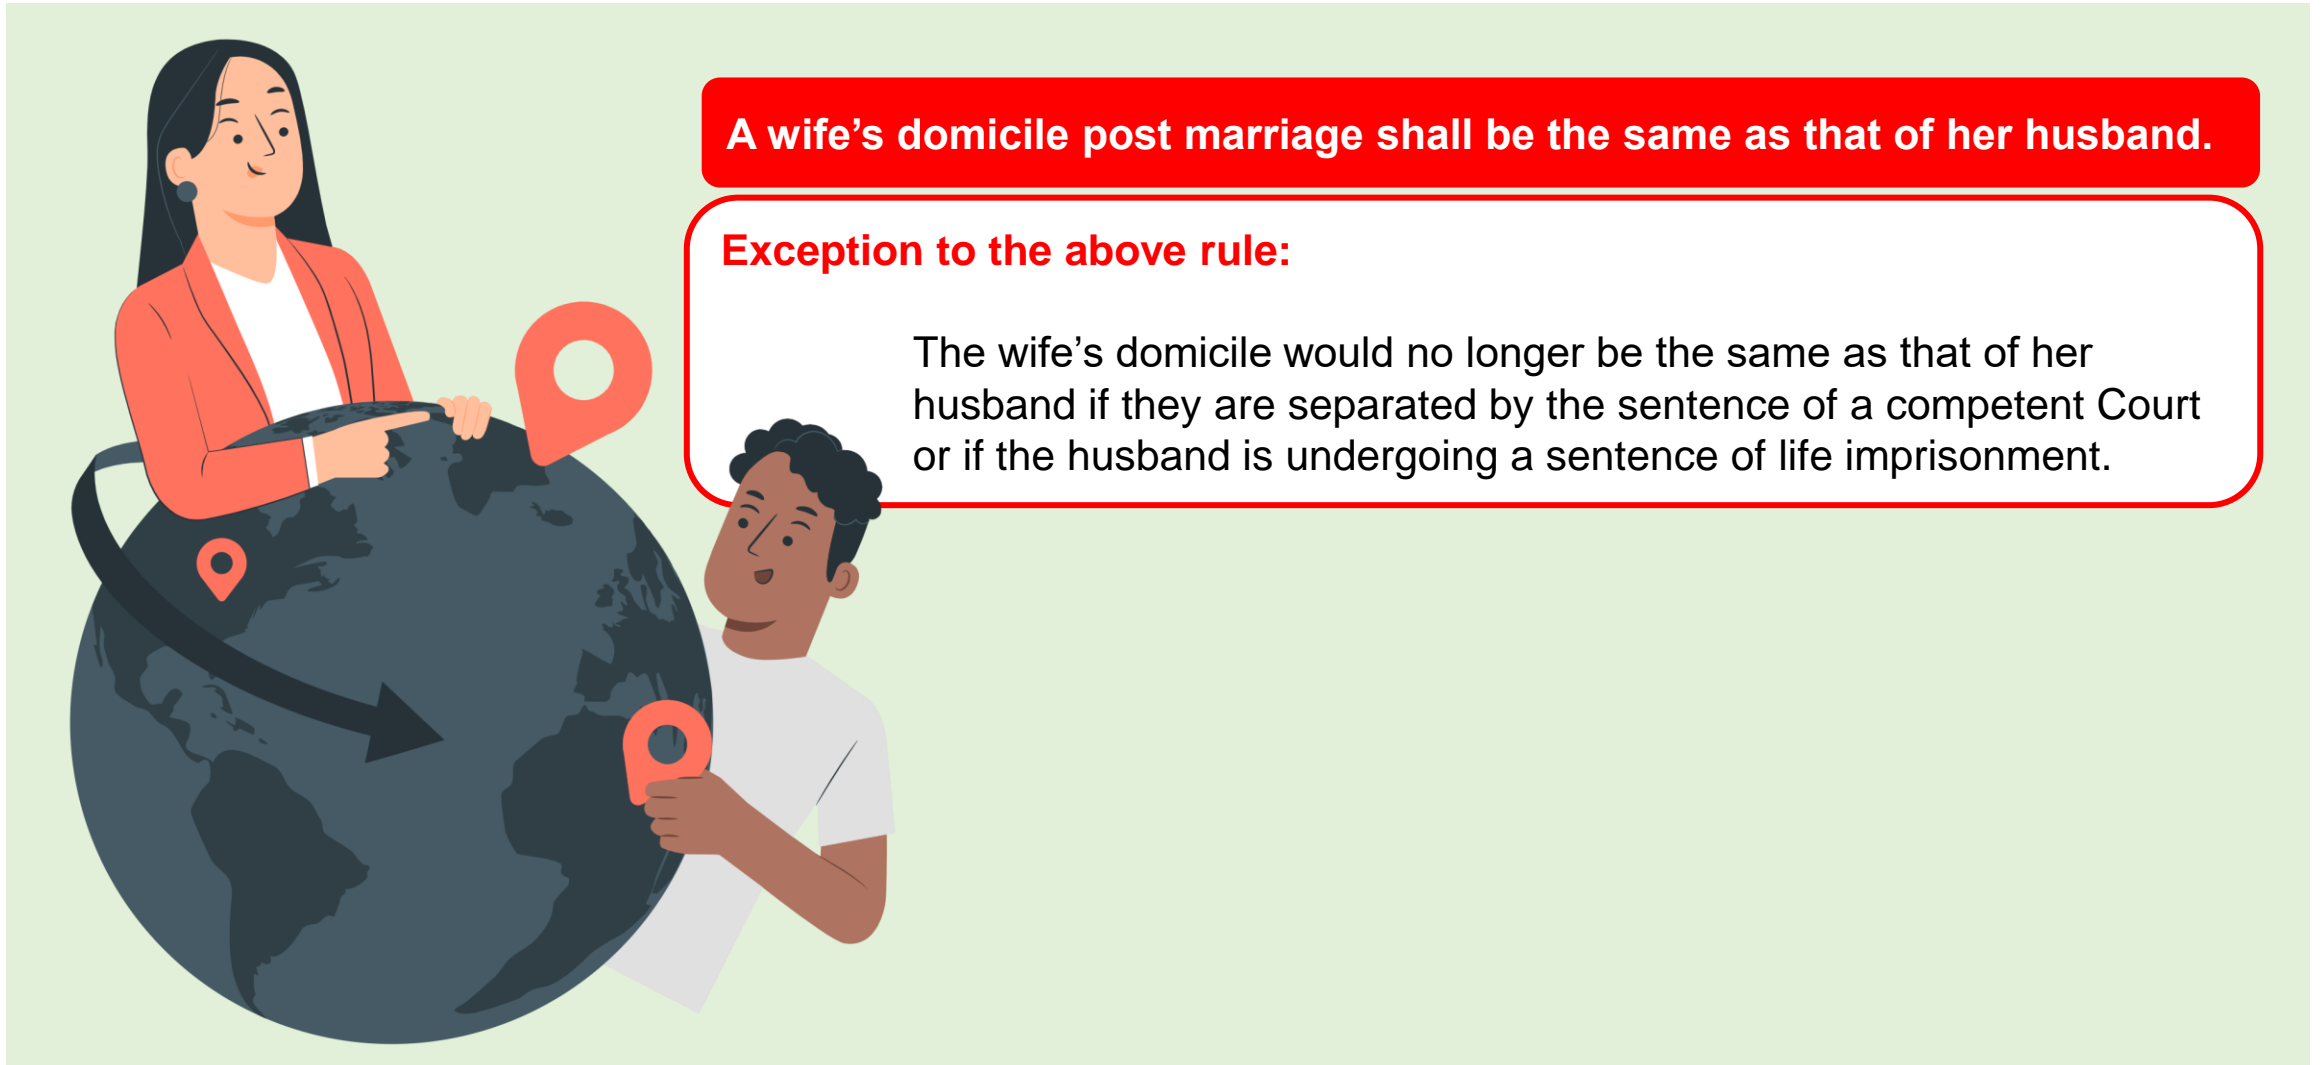 A wife’s domicile post marriage shall be the same as that of her husband.
Exception to the above rule:
The wife’s domicile would no longer be the same as that of her
husband if they are separated by the sentence of a competent Court
or if the husband is undergoing a sentence of life imprisonment.